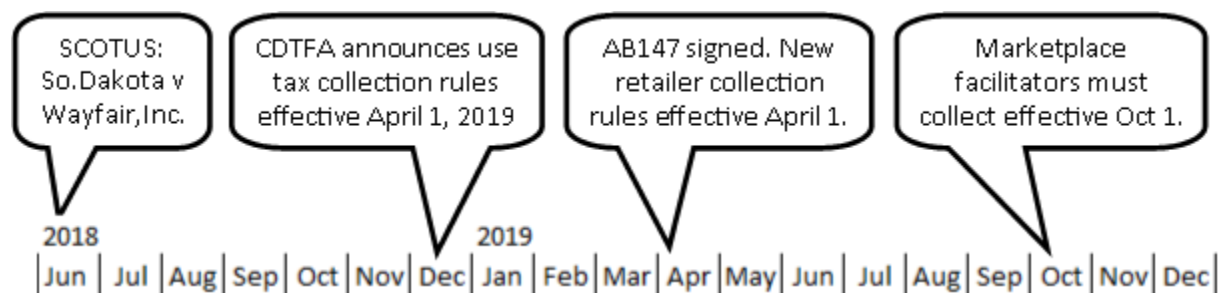 SCOTUS:
So.Dakota v
Wayfair,Inc.
CDTFA announces use
tax collection rules
effective April 1, 2019
AB147 signed. New
retailer collection
rules effective April 1.
Marketplace
facilitators must
collect effective Oct 1.
2018 2019
Jun Jul Aug Sep Oct Nov Dec Jan Feb Mar Apr May Jun Jul Aug Sep Oct Nov Dec